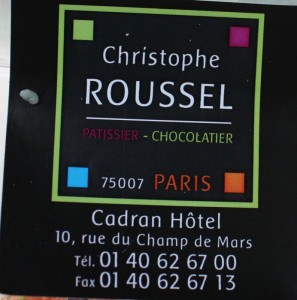 Christophe
ROUSSEL
PATISSIER - CHOCOLATIER
75007 PARIS
Cadran Hôtel
10, rue du Champ de Mars
Tél. 01 40 62 67 00
Fax 01 40 62 67 13